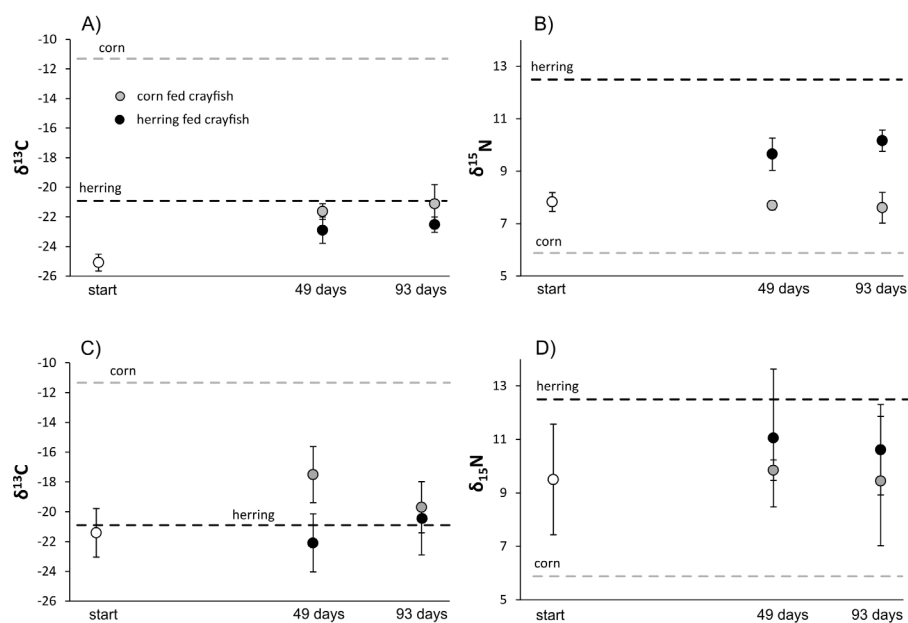 A)
-10
-12
-14
-16
-18
-20
-22
-24
-26
δ¹³C
corn
corn fed crayfish
herring fed crayfish
herring
start 49 days 93 days
B)
13
11
9
7
5
δ¹⁵N
herring
corn
start 49 days 93 days
C)
-10
-12
-14
-16
-18
-20
-22
-24
-26
δ¹³C
corn
herring
start 49 days 93 days
D)
13
11
9
7
5
δ₁₅N
herring
corn
start 49 days 93 days